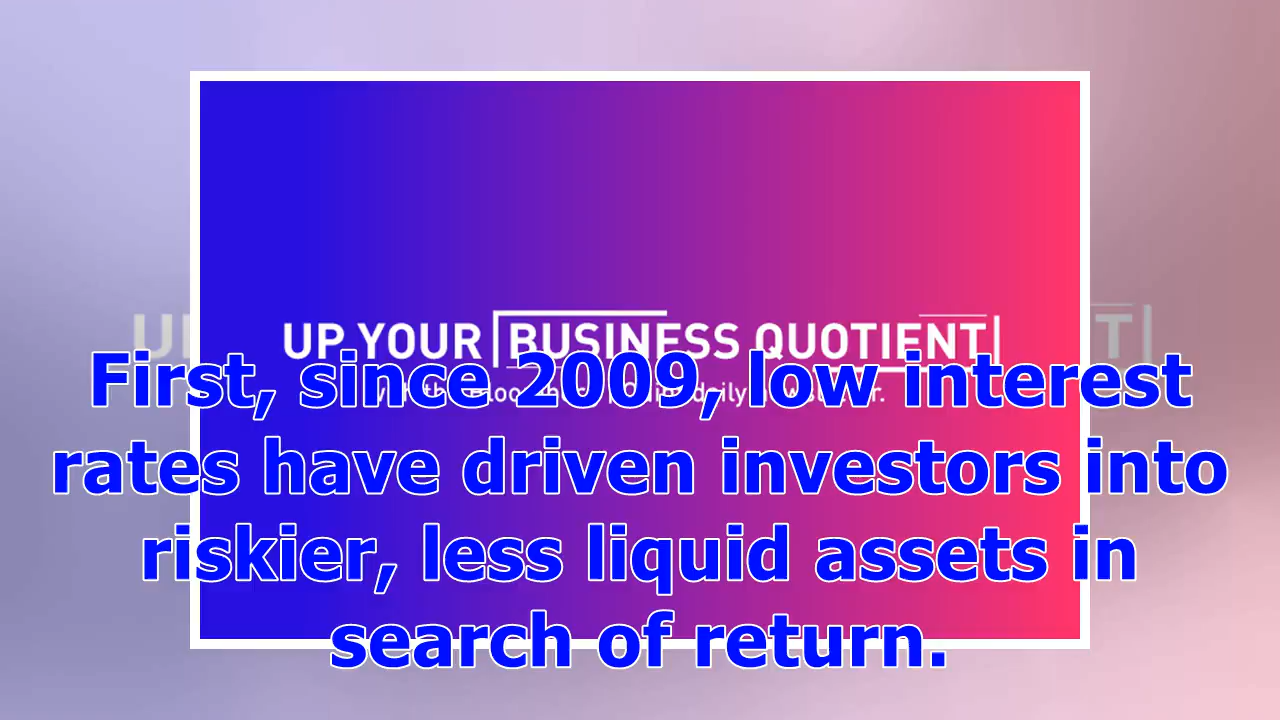 UP YOUR BUSINESS QUOTIENT
First, since 2009, low interest
rates have driven investors into
riskier, less liquid assets in
search of return.